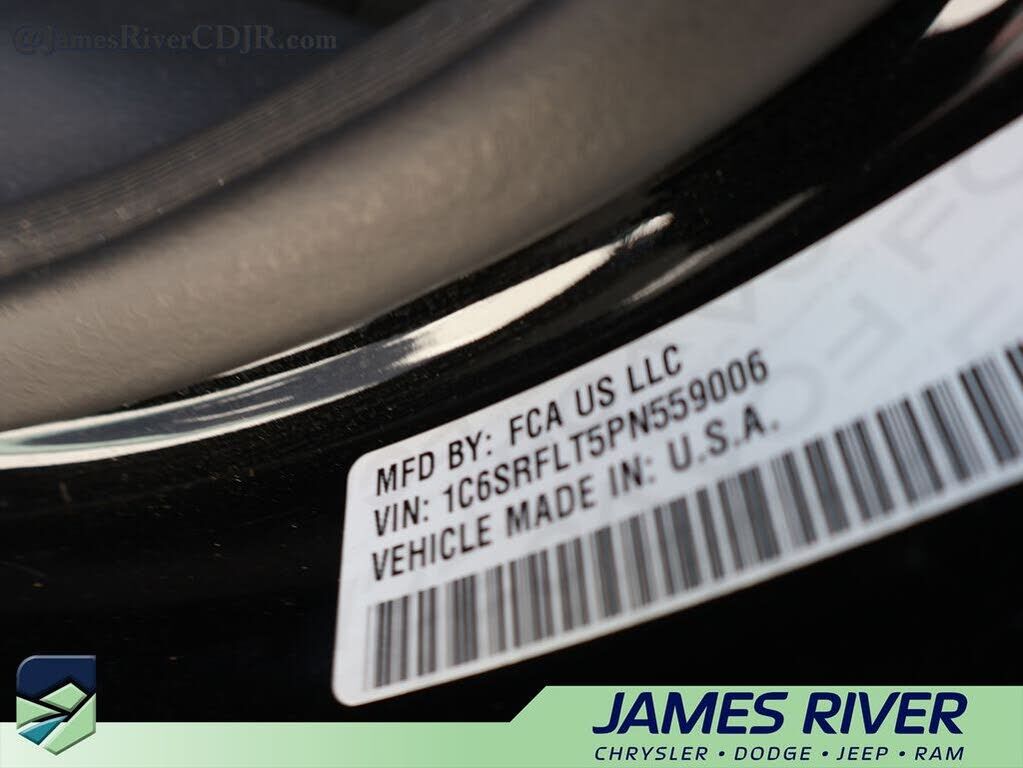 @JamesRiverCDJR.com
MFD BY: FCA US LLC
VIN: 1C6SRFLT5PN559006
VEHICLE MADE IN: U.S.A.
JAMES RIVER
CHRYSLER • DODGE • JEEP • RAM